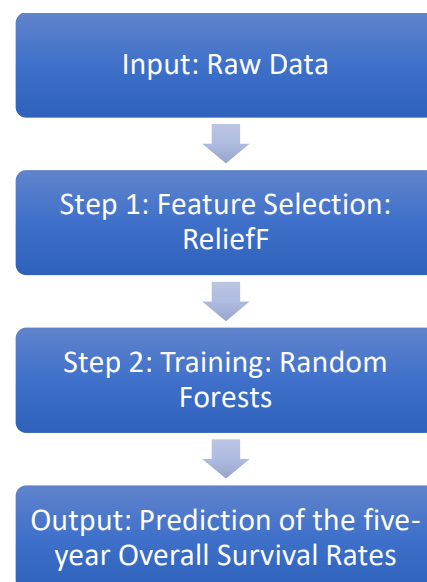 Input: Raw Data
Step 1: Feature Selection:
ReliefF
Step 2: Training: Random
Forests
Output: Prediction of the five-
year Overall Survival Rates